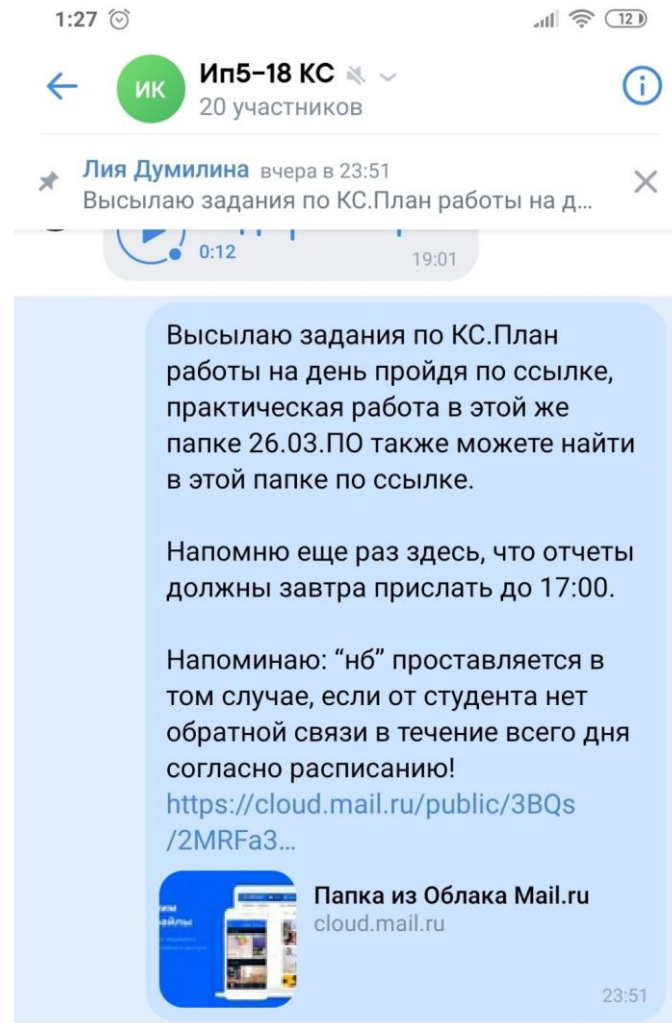 1:27
12
ИК
Ип5-18 КС
20 участников
Лия Думилина вчера в 23:51
Высылаю задания по КС.План работы на д...
0:12
19:01
Высылаю задания по КС.План
работы на день пройдя по ссылке,
практическая работа в этой же
папке 26.03.ПО также можете найти
в этой папке по ссылке.
Напомню еще раз здесь, что отчеты
должны завтра прислать до 17:00.
Напоминаю: “нб” проставляется в
том случае, если от студента нет
обратной связи в течение всего дня
согласно расписанию!
https://cloud.mail.ru/public/3BQs
/2MRFa3...
Папка из Облака Mail.ru
cloud.mail.ru
23:51